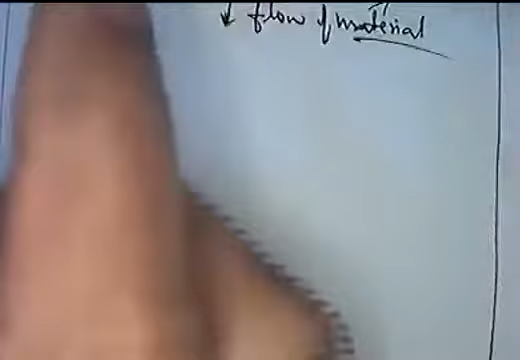 ↓ flow of material